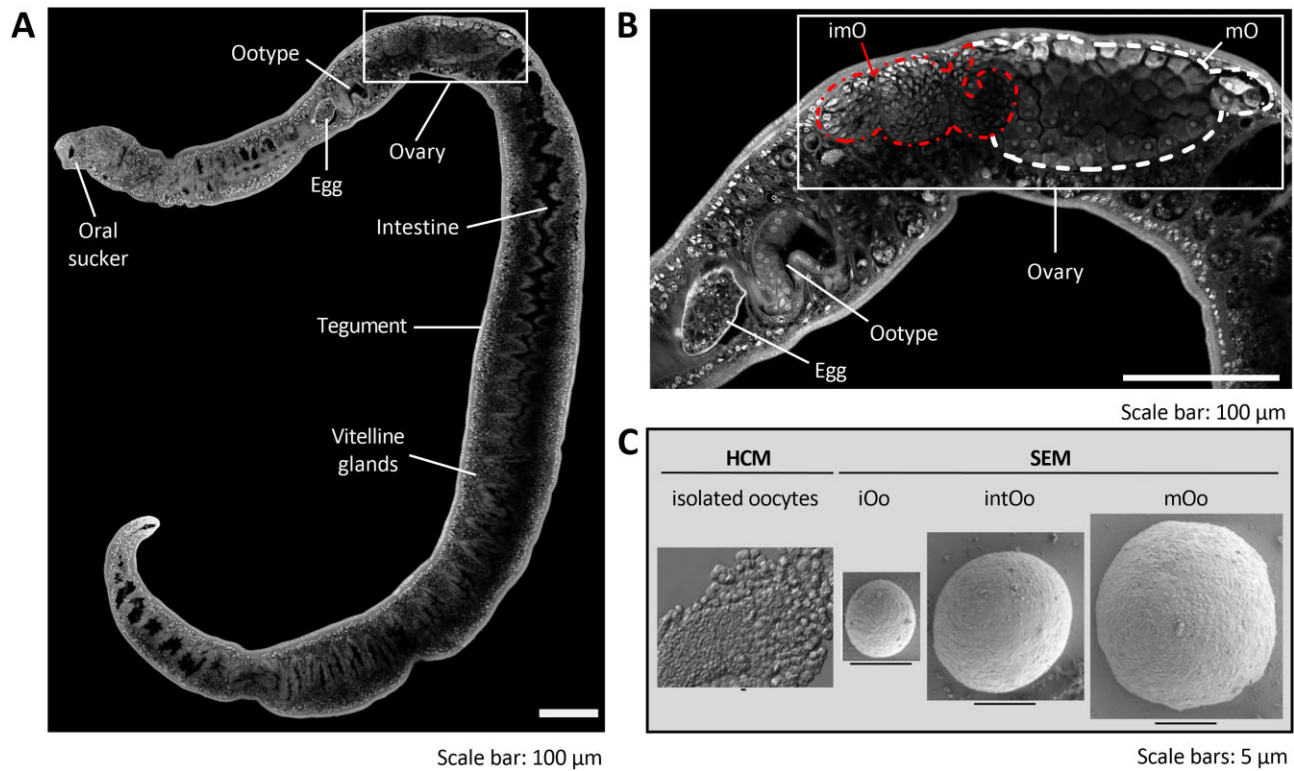 A
Ootype
Egg
Ovary
Oral
sucker
Intestine
Tegument
Vitelline
glands
Scale bar: 100 µm
B
imO
mO
Ovary
Ootype
Egg
Scale bar: 100 µm
C
HCM
SEM
isolated oocytes
iOo
intOo
mOo
Scale bars: 5 µm